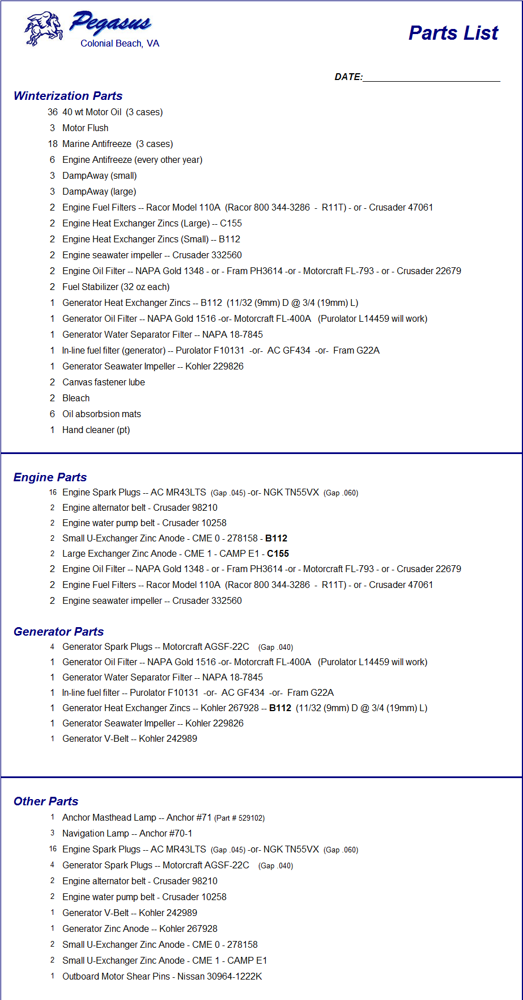 Pegasus
Colonial Beach, VA
Parts List
DATE:
Winterization Parts
36 40 wt Motor Oil (3 cases)
3 Motor Flush
18 Marine Antifreeze (3 cases)
6 Engine Antifreeze (every other year)
3 DampAway (small)
3 DampAway (large)
2 Engine Fuel Filters -- Racor Model 110A (Racor 800 344-3286 - R11T) - or - Crusader 47061
2 Engine Heat Exchanger Zincs (Large) -- C155
2 Engine Heat Exchanger Zincs (Small) -- B112
2 Engine seawater impeller -- Crusader 332560
2 Engine Oil Filter -- NAPA Gold 1348 - or - Fram PH3614 -or - Motorcraft FL-793 - or - Crusader 22679
2 Fuel Stabilizer (32 oz each)
1 Generator Heat Exchanger Zincs -- B112 (11/32 (9mm) D @ 3/4 (19mm) L)
1 Generator Oil Filter -- NAPA Gold 1516 -or- Motorcraft FL-400A (Purolator L14459 will work)
1 Generator Water Separator Filter -- NAPA 18-7845
1 In-line fuel filter (generator) -- Purolator F10131 -or- AC GF434 -or- Fram G22A
1 Generator Seawater Impeller -- Kohler 229826
2 Canvas fastener lube
2 Bleach
6 Oil absorbsion mats
1 Hand cleaner (pt)
Engine Parts
16 Engine Spark Plugs -- AC MR43LTS (Gap .045) -or- NGK TN55VX (Gap .060)
2 Engine alternator belt - Crusader 98210
2 Engine water pump belt - Crusader 10258
2 Small U-Exchanger Zinc Anode - CME 0 - 278158 - B112
2 Large Exchanger Zinc Anode - CME 1 - CAMP E1 - C155
2 Engine Oil Filter -- NAPA Gold 1348 - or - Fram PH3614 -or - Motorcraft FL-793 - or - Crusader 22679
2 Engine Fuel Filters -- Racor Model 110A (Racor 800 344-3286 - R11T) - or - Crusader 47061
2 Engine seawater impeller -- Crusader 332560
Generator Parts
4 Generator Spark Plugs -- Motorcraft AGSF-22C (Gap .040)
1 Generator Oil Filter -- NAPA Gold 1516 -or- Motorcraft FL-400A (Purolator L14459 will work)
1 Generator Water Separator Filter -- NAPA 18-7845
1 In-line fuel filter -- Purolator F10131 -or- AC GF434 -or- Fram G22A
1 Generator Heat Exchanger Zincs -- Kohler 267928 -- B112 (11/32 (9mm) D @ 3/4 (19mm) L)
1 Generator Seawater Impeller -- Kohler 229826
1 Generator V-Belt -- Kohler 242989
Other Parts
1 Anchor Masthead Lamp -- Anchor #71 (Part # 529102)
3 Navigation Lamp -- Anchor #70-1
16 Engine Spark Plugs -- AC MR43LTS (Gap .045) -or- NGK TN55VX (Gap .060)
4 Generator Spark Plugs -- Motorcraft AGSF-22C (Gap .040)
2 Engine alternator belt - Crusader 98210
2 Engine water pump belt - Crusader 10258
1 Generator V-Belt -- Kohler 242989
1 Generator Zinc Anode -- Kohler 267928
2 Small U-Exchanger Zinc Anode - CME 0 - 278158
2 Small U-Exchanger Zinc Anode - CME 1 - CAMP E1
1 Outboard Motor Shear Pins - Nissan 30964-1222K